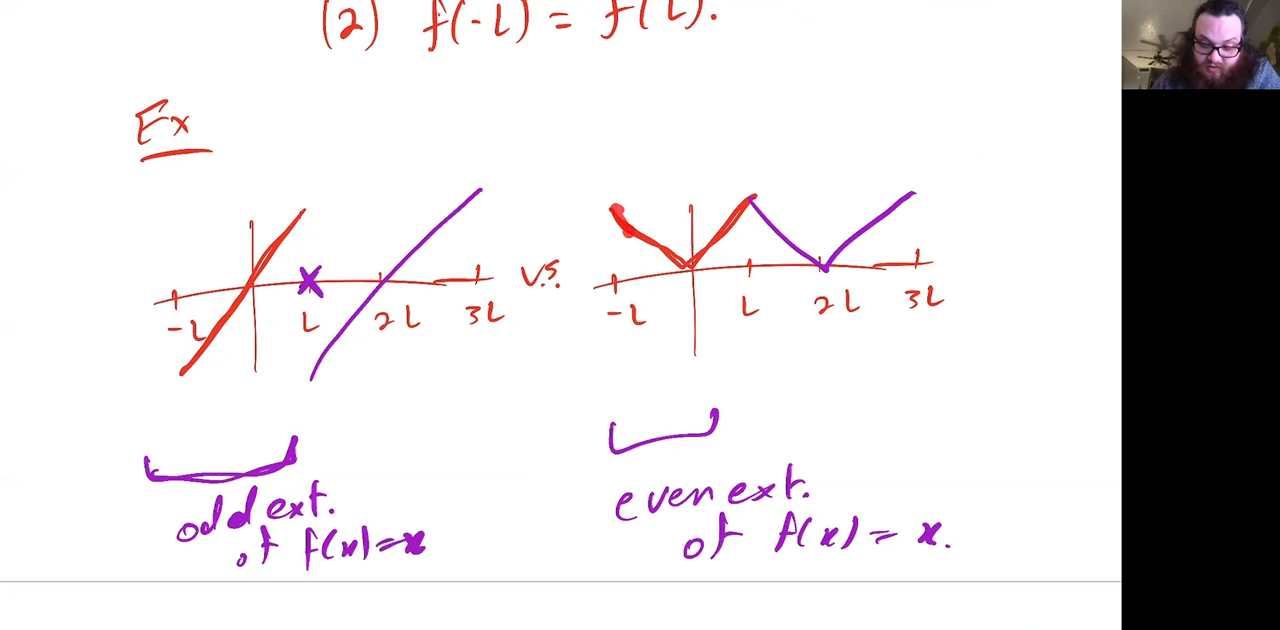 (2) f(-L) = f(L).
Ex
-L L 2L 3L v.s. -L L 2L 3L
odd ext. even ext.
of f(x)=x of f(x) = x.